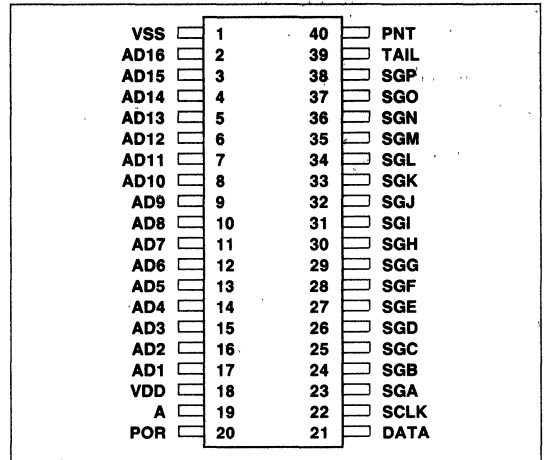 VSS 1 40 PNT
AD16 2 39 TAIL
AD15 3 38 SGP
AD14 4 37 SGO
AD13 5 36 SGN
AD12 6 35 SGM
AD11 7 34 SGL
AD10 8 33 SGK
AD9 9 32 SGJ
AD8 10 31 SGI
AD7 11 30 SGH
AD6 12 29 SGG
AD5 13 28 SGF
AD4 14 27 SGE
AD3 15 26 SGD
AD2 16 25 SGC
AD1 17 24 SGB
VDD 18 23 SGA
A 19 22 SCLK
POR 20 21 DATA